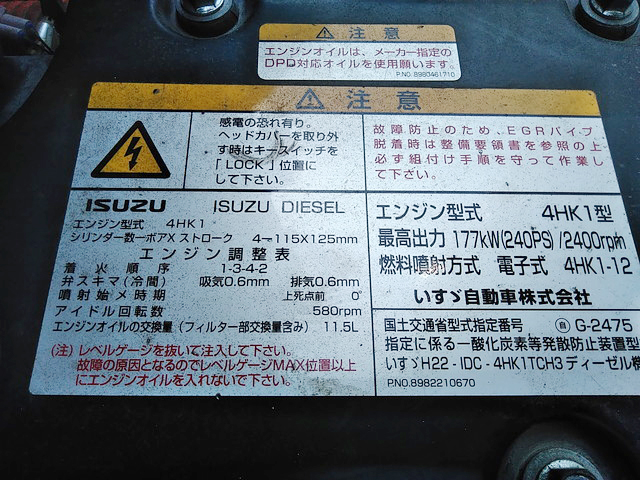 注 意
エンジンオイルは、メーカー指定の
DPD対応オイルを使用願います。
P.NO. 8980461710
注 意
感電の恐れ有り。
ヘッドカバーを取り外
す時はキースイッチを
「LOCK」位置に
して下さい。
故障防止のため、EGRパイプ
脱着時は整備要領書を参照の上
必ず組付け手順を守って作業し
て下さい。
ISUZU ISUZU DIESEL
エンジン型式 4HK1
シリンダー数ーボアX ストローク 4ー115X125mm
エンジン調整表
着火順序 1-3-4-2
弁スキマ(冷間) 吸気0.6mm 排気0.6mm
噴射始メ時期 上死点前 0°
アイドル回転数 580rpm
エンジンオイルの交換量(フィルター部交換量含み) 11.5L
(注) レベルゲージを抜いて注入して下さい。
故障の原因となるのでレベルゲージMAX位置以上
にエンジンオイルを入れないで下さい。
エンジン型式 4HK1型
最高出力 177kW(240PS)/2400rpm
燃料噴射方式 電子式 4HK1-12
いすゞ自動車株式会社
国土交通省型式指定番号 自 G-2475
指定に係る一酸化炭素等発散防止装置型
いすゞH22-IDC-4HK1TCH3ディーゼル機
P.NO.8982210670